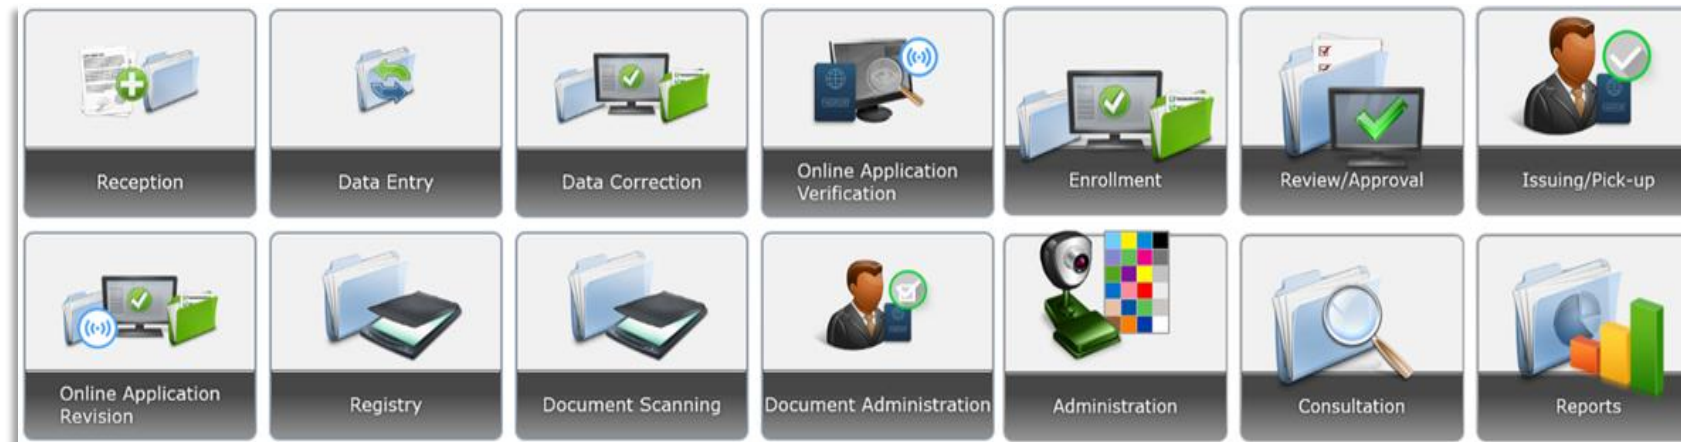 Reception
Data Entry
Data Correction
Online Application
Verification
Enrollment
Review/Approval
Issuing/Pick-up
Online Application
Revision
Registry
Document Scanning
Document Administration
Administration
Consultation
Reports